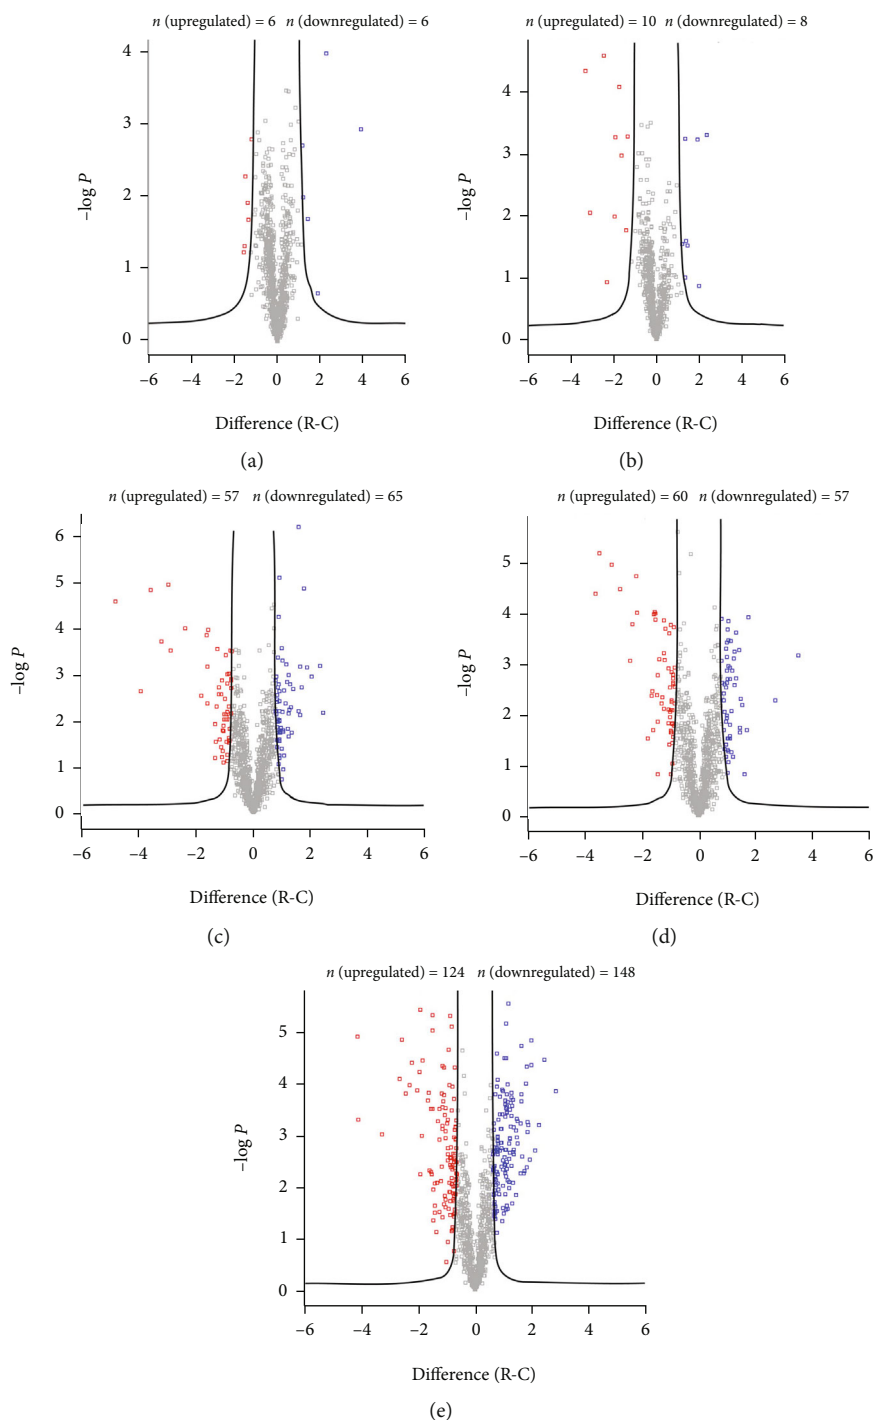 n (upregulated) = 6 n (downregulated) = 6
4
3
2
1
0
–log P
–6 –4 –2 0 2 4 6
Difference (R-C)
(a)
n (upregulated) = 10 n (downregulated) = 8
4
3
2
1
0
–log P
–6 –4 –2 0 2 4 6
Difference (R-C)
(b)
n (upregulated) = 57 n (downregulated) = 65
6
5
4
3
2
1
0
–log P
–6 –4 –2 0 2 4 6
Difference (R-C)
(c)
n (upregulated) = 60 n (downregulated) = 57
5
4
3
2
1
0
–log P
–6 –4 –2 0 2 4 6
Difference (R-C)
(d)
n (upregulated) = 124 n (downregulated) = 148
5
4
3
2
1
0
–log P
–6 –4 –2 0 2 4 6
Difference (R-C)
(e)